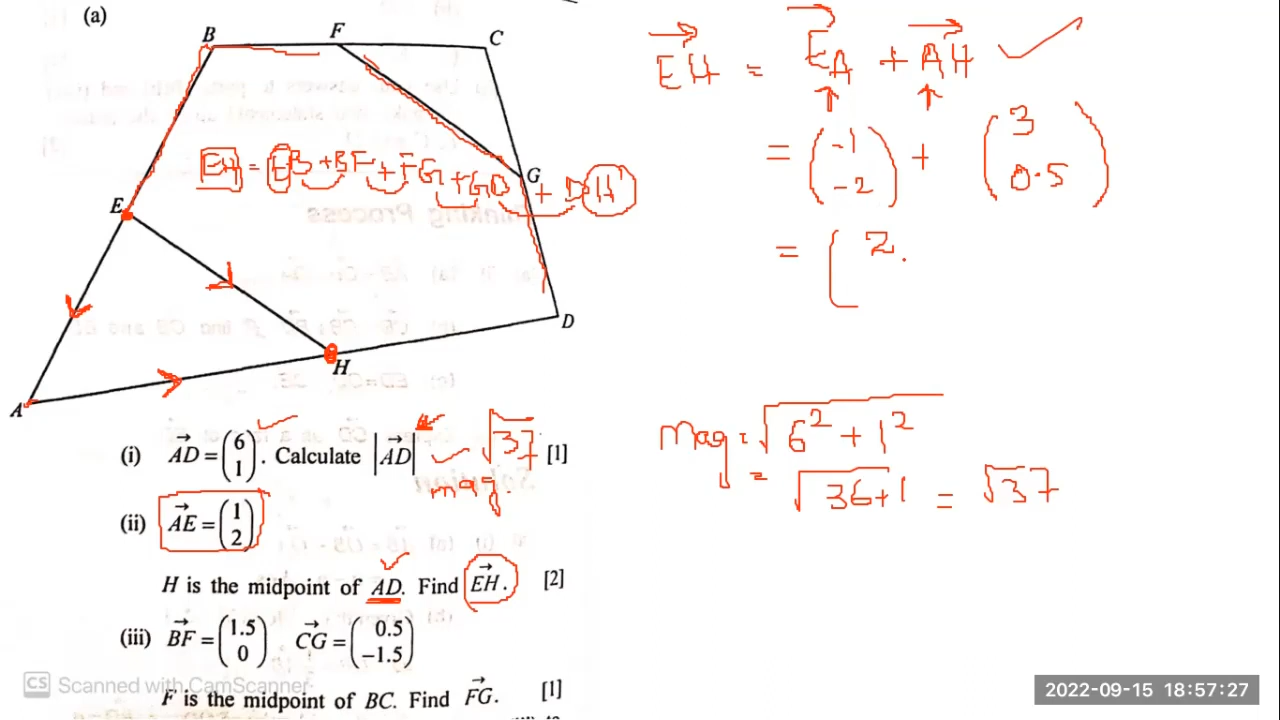 (a)
B F C
E G
A H D
EH = EB + BF + FG + GD + DH
EH = EA + AH
= (-1 -2) + (3 0.5)
= ( 2.
Mag = √6² + 1²
= √36+1 = √37
(i) AD = (6 1). Calculate |AD| √37 [1]
mag.
(ii) AE = (1 2)
H is the midpoint of AD. Find EH. [2]
(iii) BF = (1.5 0) CG = (0.5 -1.5)
F is the midpoint of BC. Find FG. [1]
CS Scanned with CamScanner
2022-09-15 18:57:27